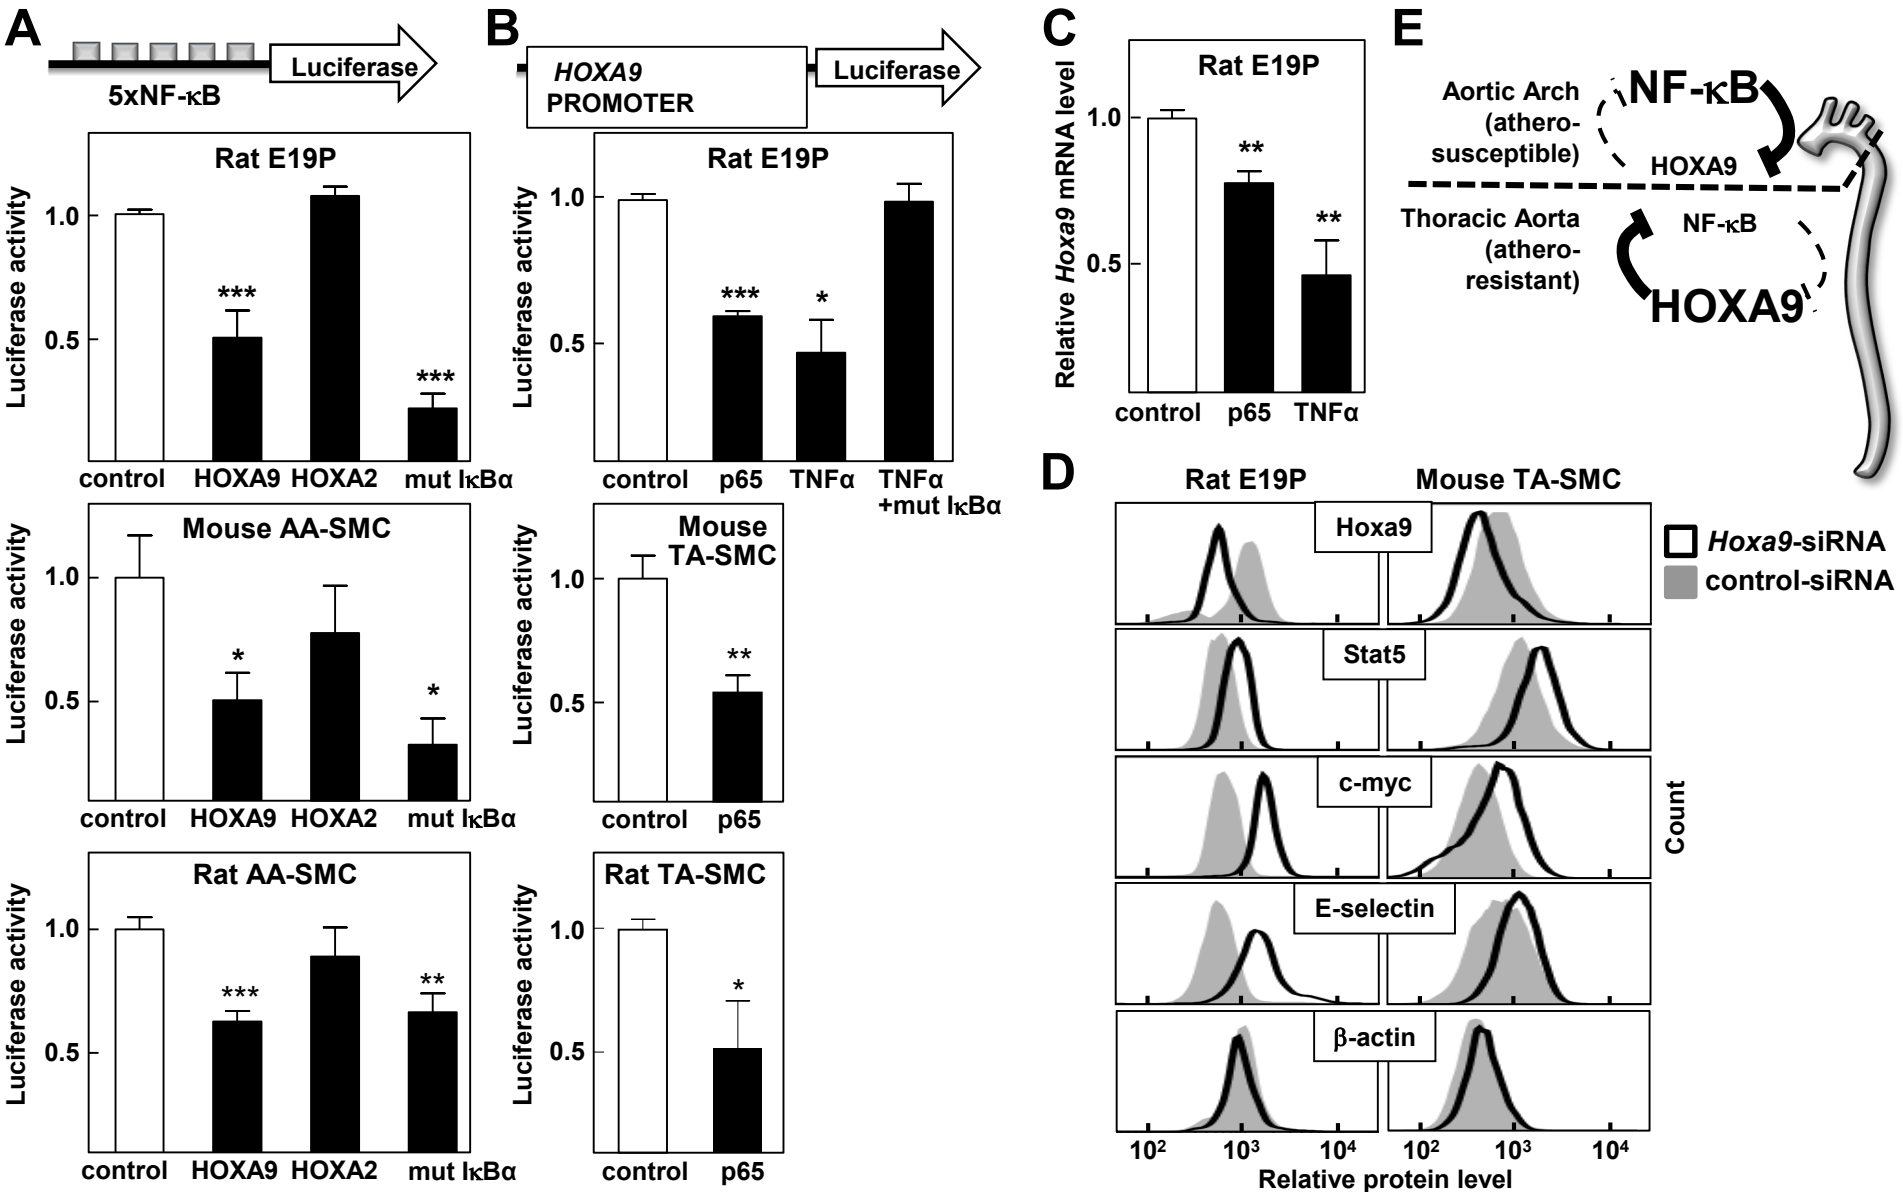 A
Luciferase
5xNF-κB
Rat E19P
Luciferase activity
1.0
0.5
***
***
control
HOXA9
HOXA2
mut IκBα
Mouse AA-SMC
Luciferase activity
1.0
0.5
*
*
control
HOXA9
HOXA2
mut IκBα
Rat AA-SMC
Luciferase activity
1.0
0.5
***
**
control
HOXA9
HOXA2
mut IκBα
B
HOXA9
PROMOTER
Luciferase
Rat E19P
Luciferase activity
1.0
0.5
***
*
control
p65
TNFα
TNFα
+mut IκBα
Mouse
TA-SMC
Luciferase activity
1.0
0.5
**
control
p65
Rat TA-SMC
Luciferase activity
1.0
0.5
*
control
p65
C
Rat E19P
Relative Hoxa9 mRNA level
1.0
0.5
**
**
control
p65
TNFα
D
Rat E19P
Mouse TA-SMC
Hoxa9
Stat5
c-myc
E-selectin
β-actin
Hoxa9-siRNA
control-siRNA
Count
10²
10³
10⁴
10²
10³
10⁴
Relative protein level
E
Aortic Arch
(athero-
susceptible)
NF-κB
HOXA9
Thoracic Aorta
(athero-
resistant)
NF-κB
HOXA9